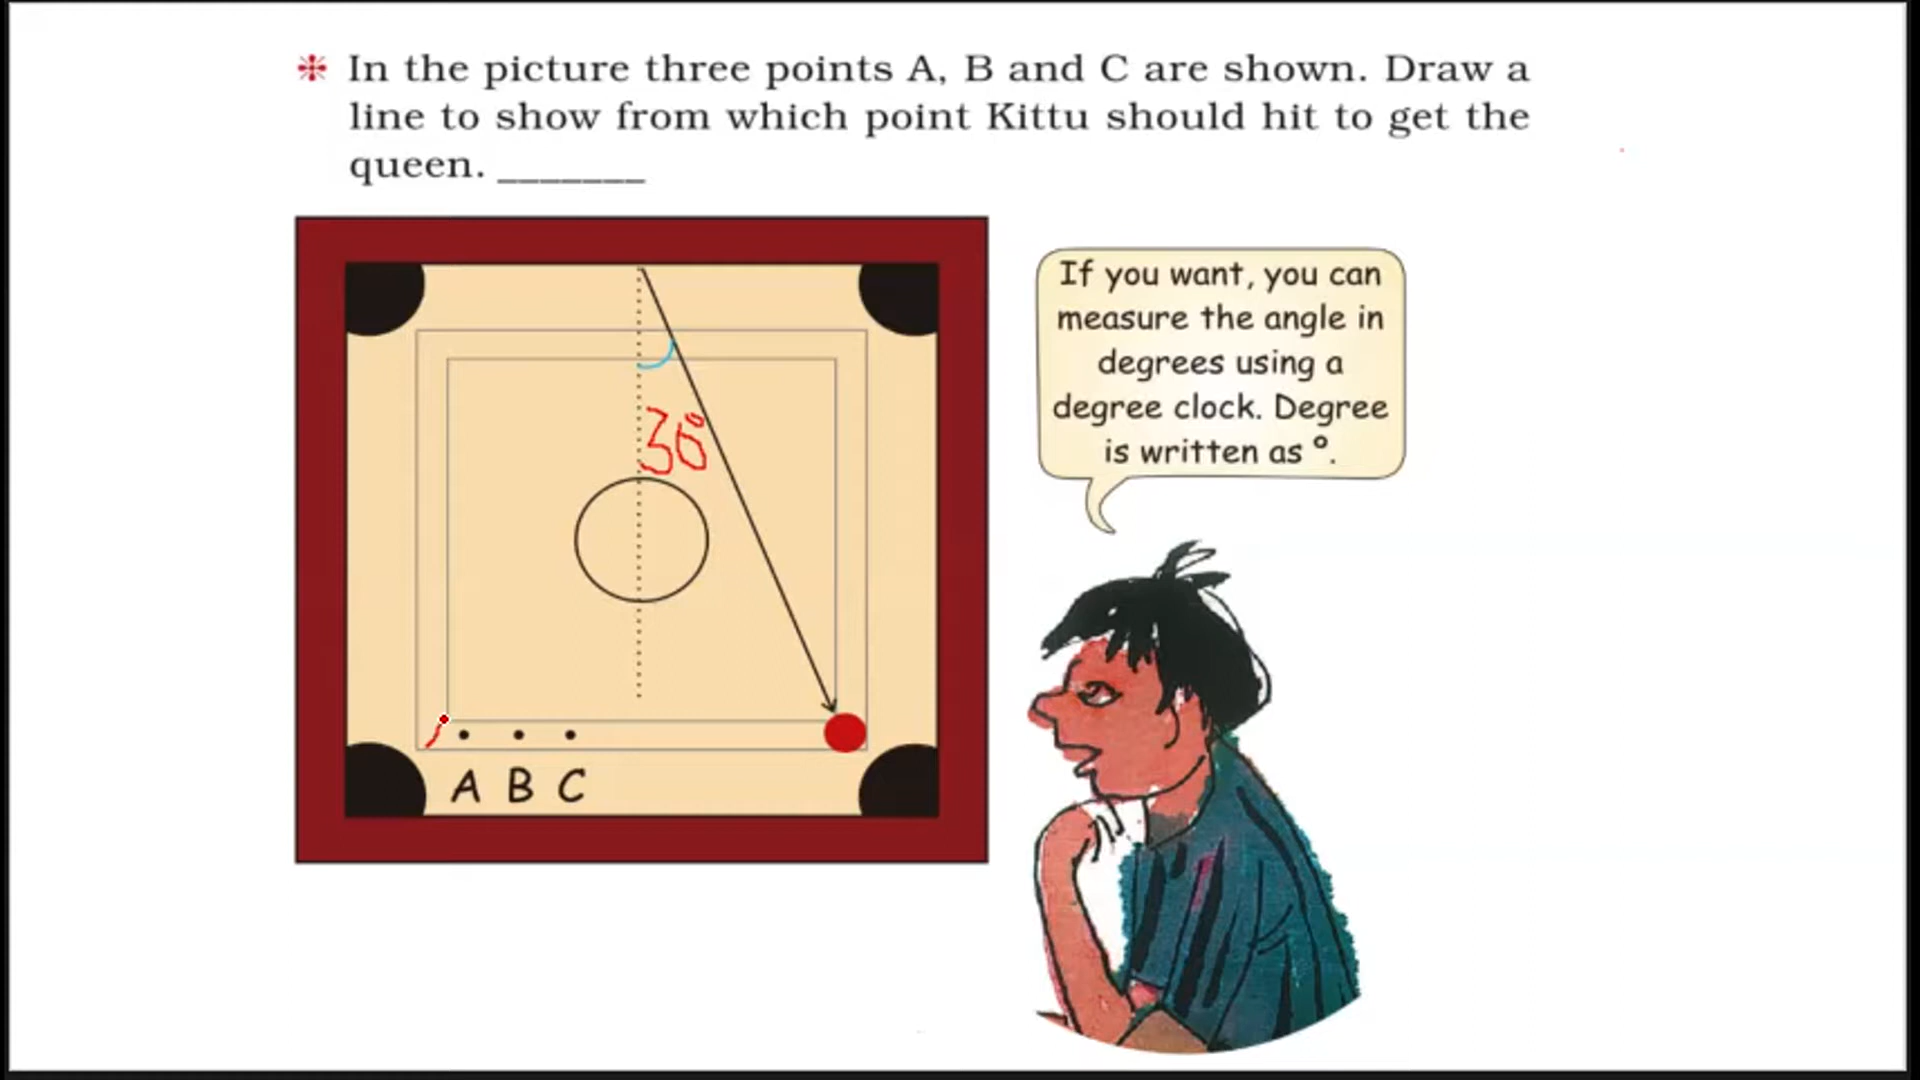 In the picture three points A, B and C are shown. Draw a
line to show from which point Kittu should hit to get the
queen. _______
If you want, you can
measure the angle in
degrees using a
degree clock. Degree
is written as °.
30°
A B C